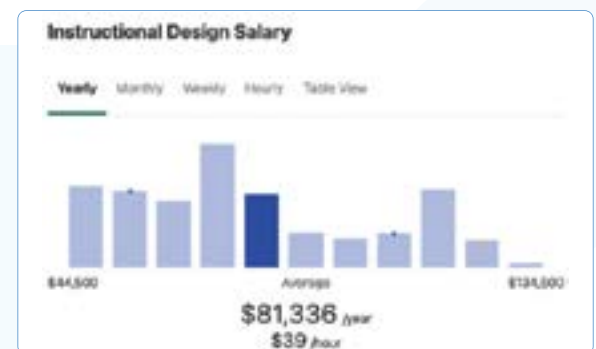 Instructional Design Salary
Yearly Monthly Weekly Hourly Table View
$44,500 Average $134,500
$81,336 /year
$39 /hour